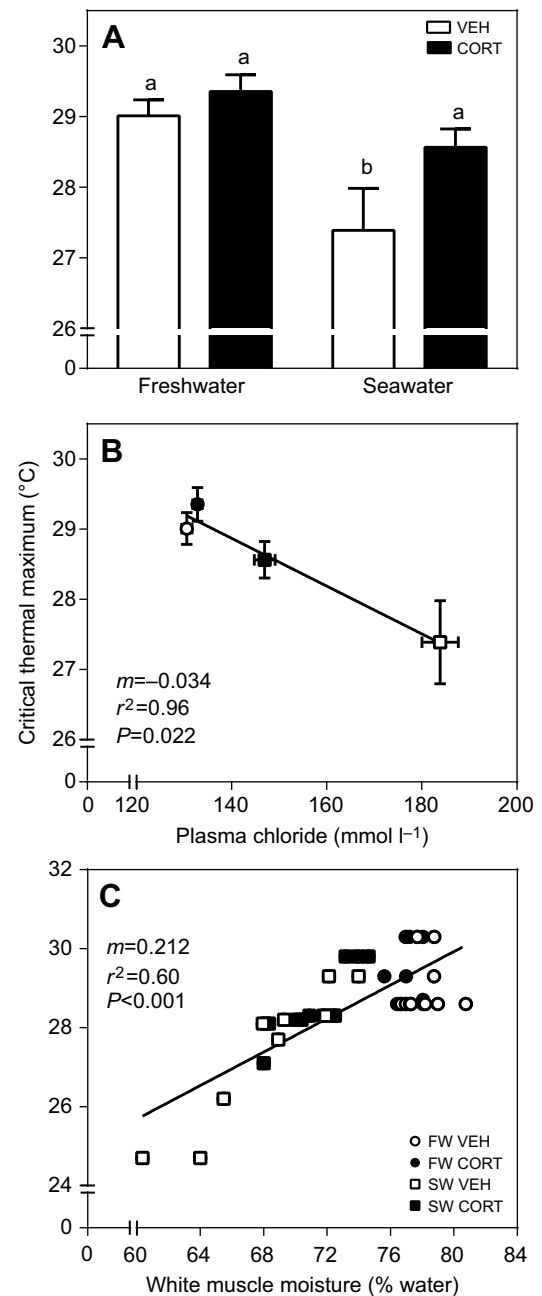 A
VEH
CORT
30
29
28
27
26
0
a
a
b
a
Freshwater
Seawater
B
Critical thermal maximum (°C)
30
29
28
27
26
0
m=–0.034
r²=0.96
P=0.022
0 120 140 160 180 200
Plasma chloride (mmol l⁻¹)
C
32
30
28
26
24
0
m=0.212
r²=0.60
P<0.001
FW VEH
FW CORT
SW VEH
SW CORT
0 60 64 68 72 76 80 84
White muscle moisture (% water)